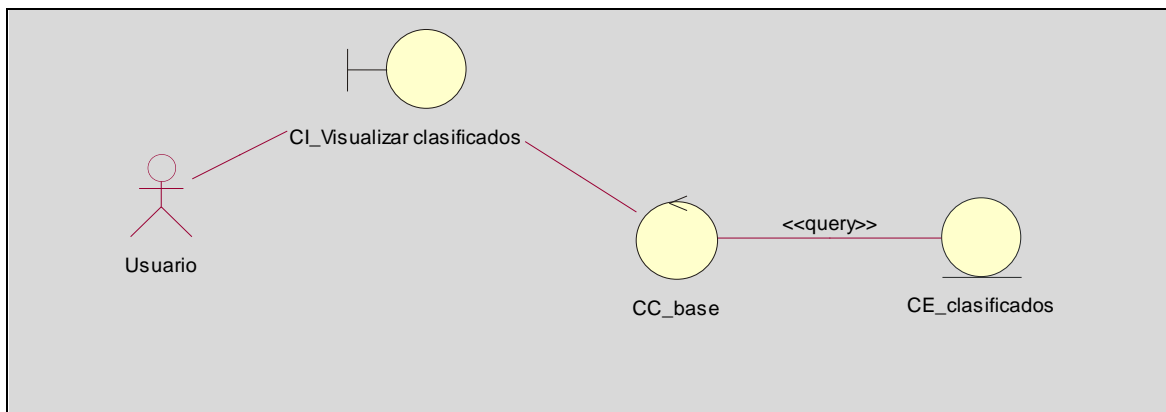 CI_Visualizar clasificados
Usuario
<<query>>
CC_base
CE_clasificados